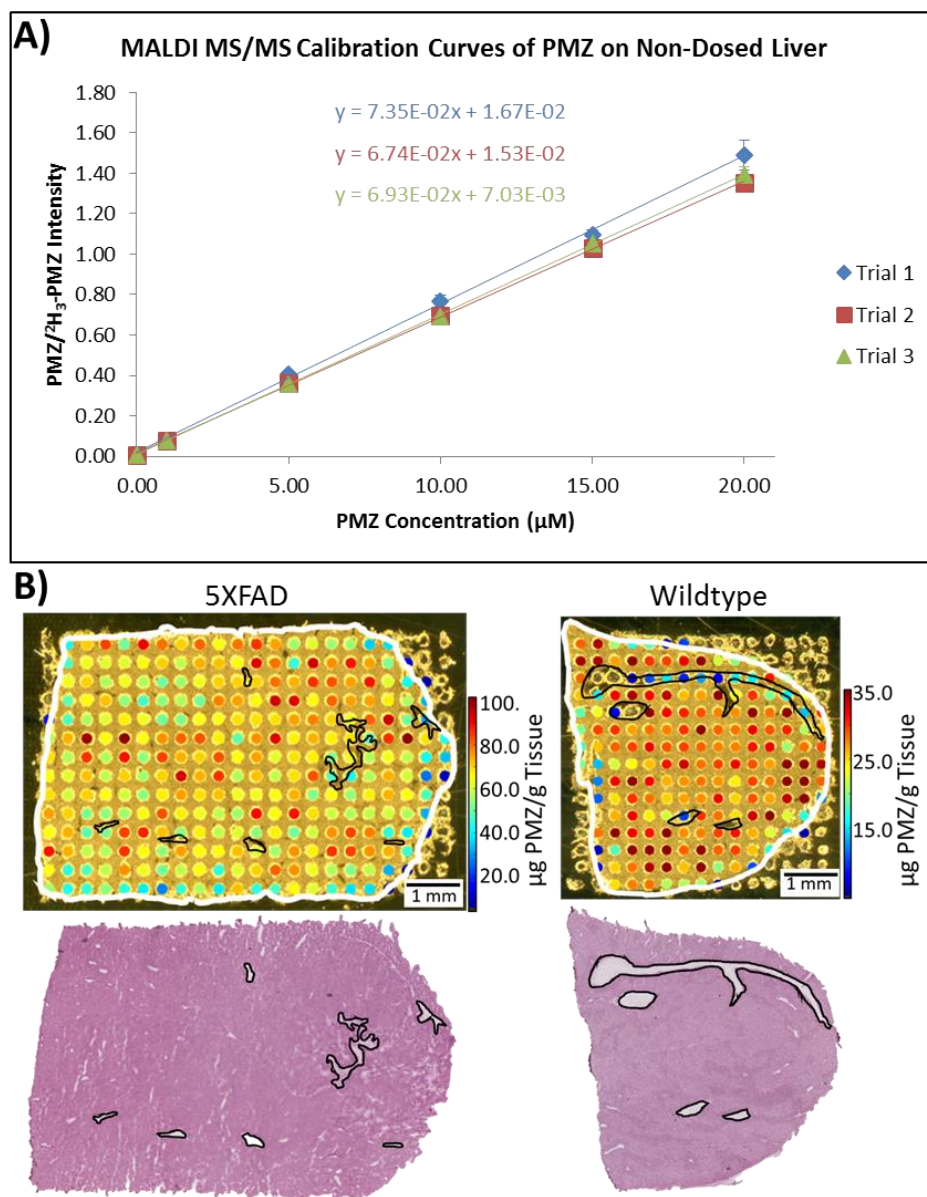 A)
MALDI MS/MS Calibration Curves of PMZ on Non-Dosed Liver
1.80
1.60
1.40
1.20
1.00
0.80
0.60
0.40
0.20
0.00
PMZ/²H₃-PMZ Intensity
y = 7.35E-02x + 1.67E-02
y = 6.74E-02x + 1.53E-02
y = 6.93E-02x + 7.03E-03
Trial 1
Trial 2
Trial 3
0.00 5.00 10.00 15.00 20.00
PMZ Concentration (µM)
B)
5XFAD
Wildtype
100.
80.0
60.0
40.0
20.0
µg PMZ/g Tissue
1 mm
35.0
25.0
15.0
µg PMZ/g Tissue
1 mm